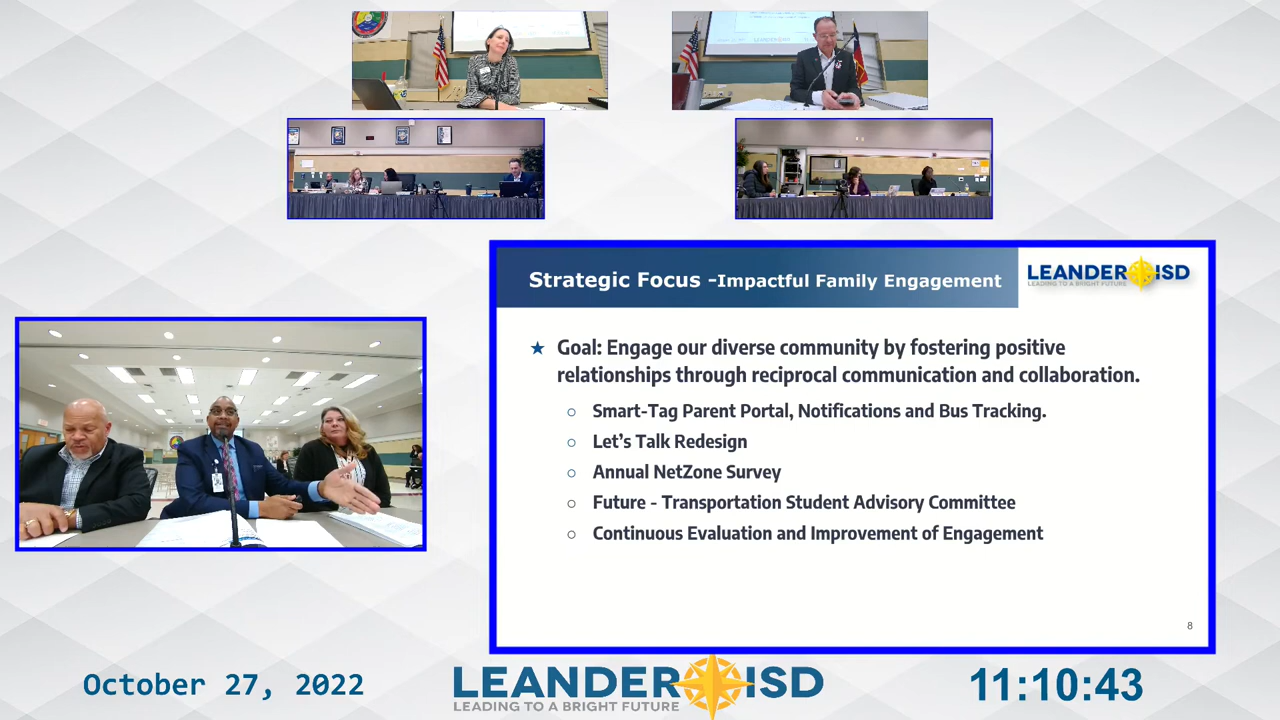 Strategic Focus -Impactful Family Engagement
LEANDER ISD
LEADING TO A BRIGHT FUTURE
★ Goal: Engage our diverse community by fostering positive
relationships through reciprocal communication and collaboration.
○ Smart-Tag Parent Portal, Notifications and Bus Tracking.
○ Let's Talk Redesign
○ Annual NetZone Survey
○ Future - Transportation Student Advisory Committee
○ Continuous Evaluation and Improvement of Engagement
8
October 27, 2022
LEANDER ISD
LEADING TO A BRIGHT FUTURE
11:10:43